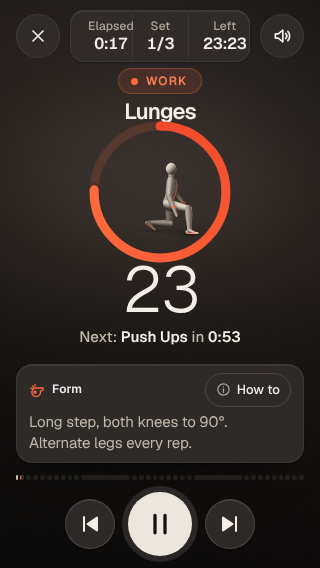 Elapsed Set Left
0:17 1/3 23:23
WORK
Lunges
23
Next: Push Ups in 0:53
Form
How to
Long step, both knees to 90°.
Alternate legs every rep.